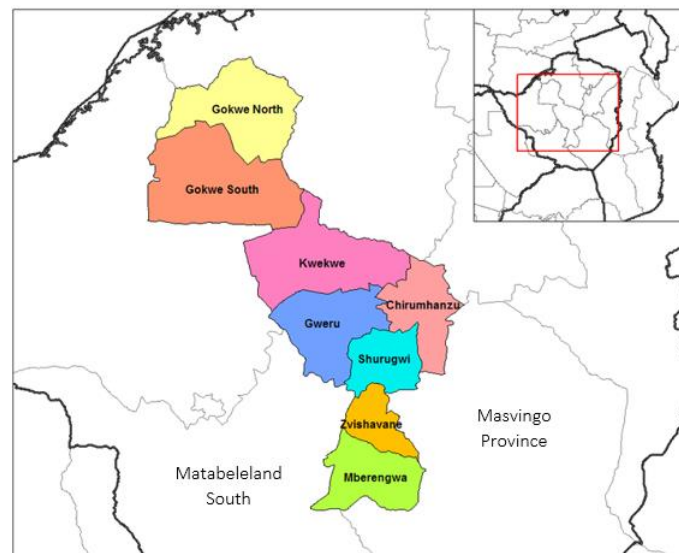 Gokwe North
Gokwe South
Kwekwe
Chirumhanzu
Gweru
Shurugwi
Zvishavane
Masvingo
Province
Mberengwa
Matabeleland
South